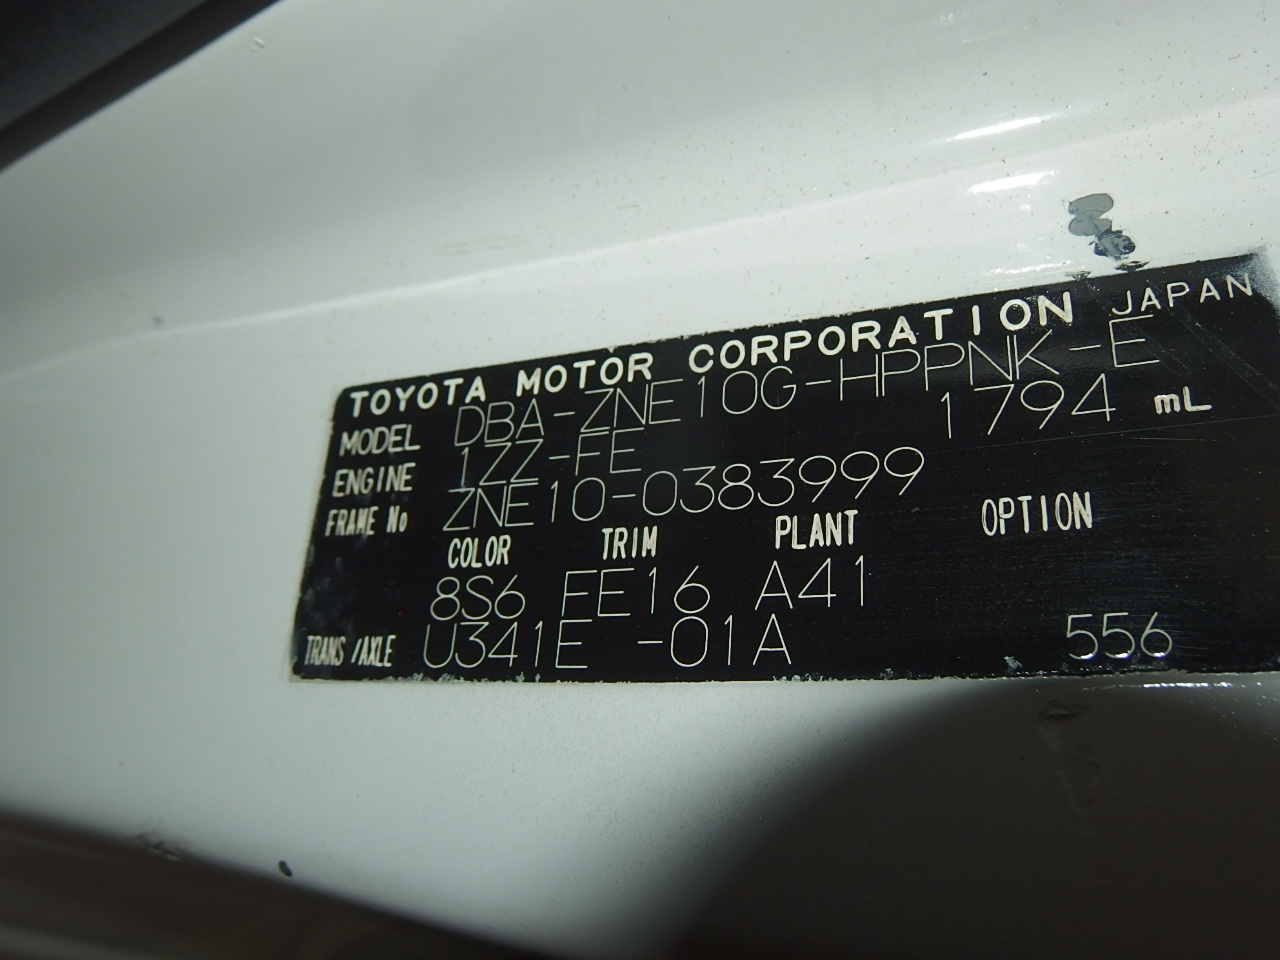 TOYOTA MOTOR CORPORATION JAPAN
MODEL DBA-ZNE10G-HPPNK-E
ENGINE 1ZZ-FE 1794 mL
FRAME No ZNE10-0383999
COLOR TRIM PLANT OPTION
8S6 FE16 A41
TRANS/AXLE U341E -01A 556